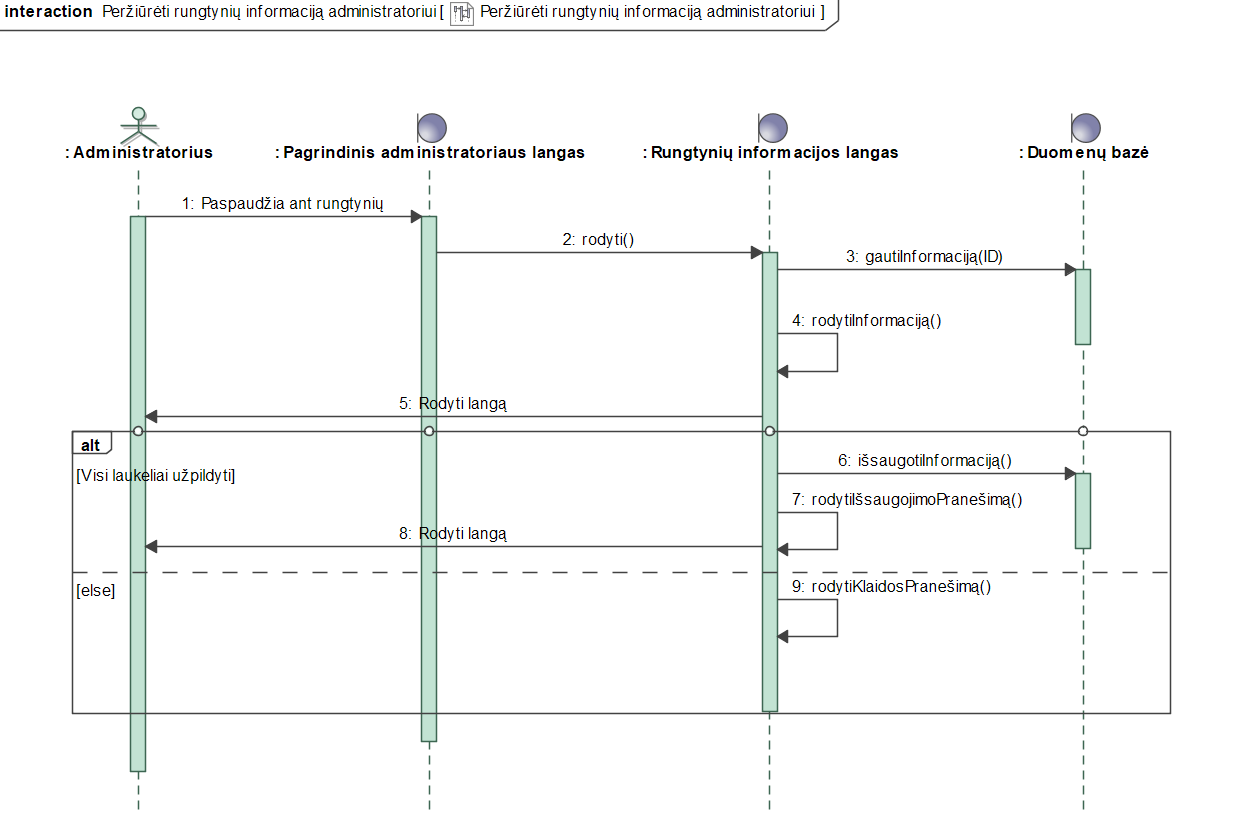 interaction Peržiūrėti rungtynių informaciją administratoriui [ Peržiūrėti rungtynių informaciją administratoriui ]
: Administratorius : Pagrindinis administratoriaus langas : Rungtynių informacijos langas : Duomenų bazė
1: Paspaudžia ant rungtynių
2: rodyti()
3: gautiInformaciją(ID)
4: rodytiInformaciją()
5: Rodyti langą
alt
6: išsaugotiInformaciją()
[Visi laukeliai užpildyti]
7: rodytiIšsaugojimoPranešimą()
8: Rodyti langą
9: rodytiKlaidosPranešimą()
[else]